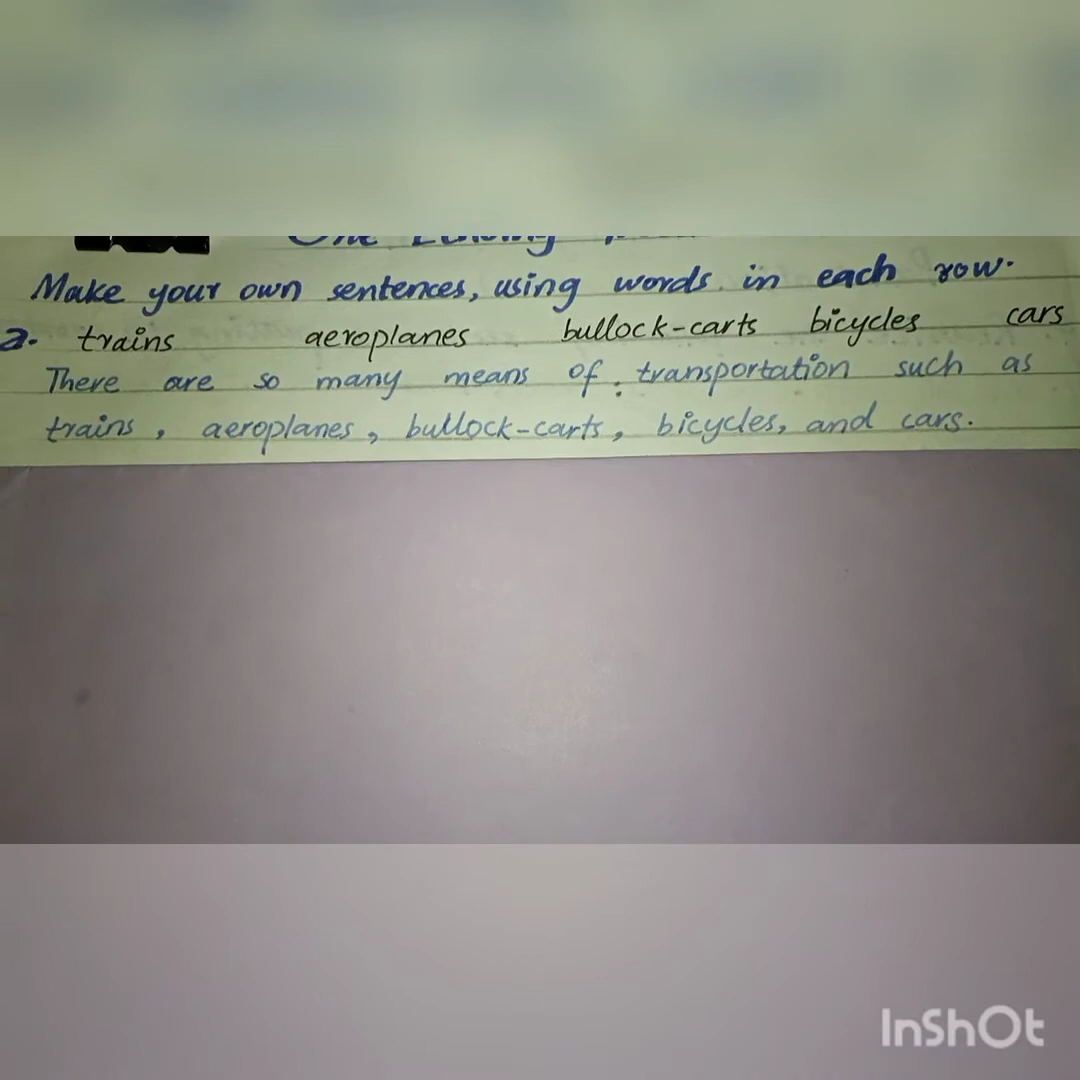 Make your own sentences, using words in each row.
a. trains aeroplanes bullock-carts bicycles cars
There are so many means of transportation such as
trains, aeroplanes, bullock-carts, bicycles, and cars.
InShOt